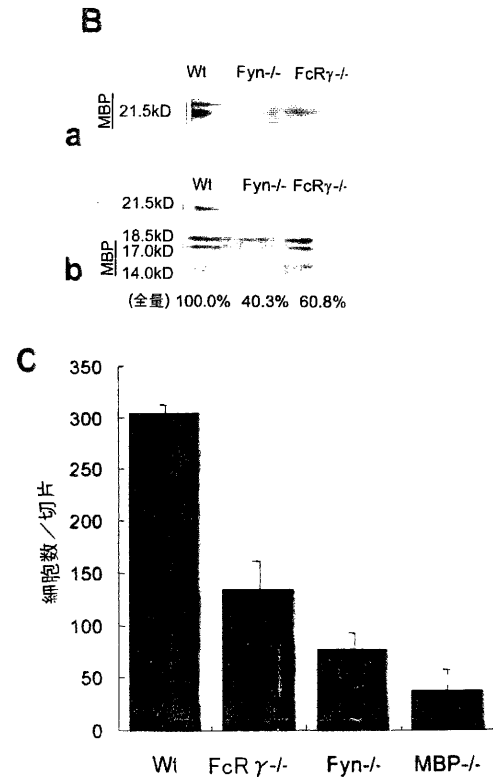 B
Wt Fyn-/- FcRγ-/-
MBP 21.5kD
a
Wt Fyn-/- FcRγ-/-
21.5kD
18.5kD
MBP 17.0kD
b
14.0kD
(全量) 100.0% 40.3% 60.8%
C
350
300
250
200
150
100
50
0
細胞数/切片
Wt FcRγ-/- Fyn-/- MBP-/-